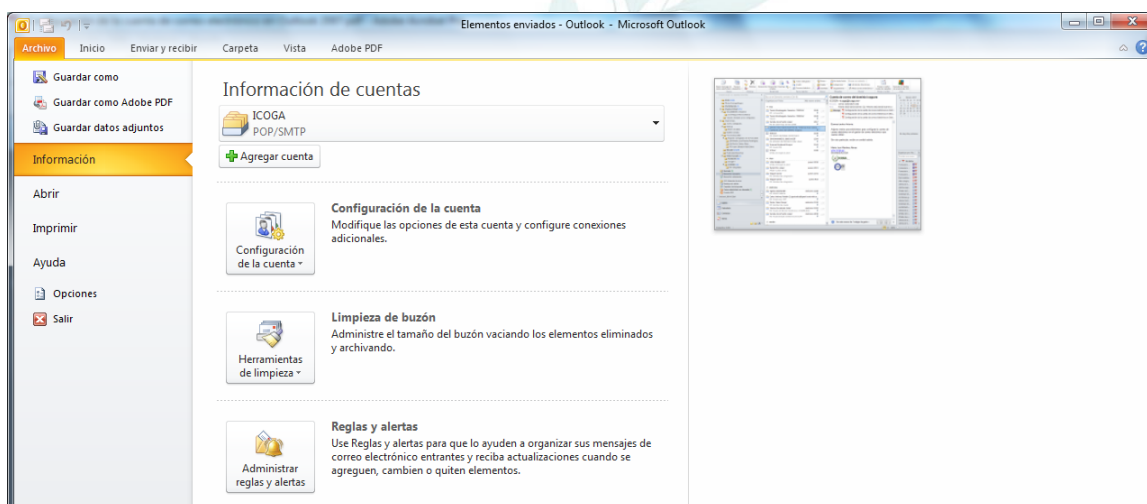 Elementos enviados - Outlook - Microsoft Outlook
Archivo Inicio Enviar y recibir Carpeta Vista Adobe PDF
Guardar como
Guardar como Adobe PDF
Guardar datos adjuntos
Información
Abrir
Imprimir
Ayuda
Opciones
Salir
Información de cuentas
ICOGA
POP/SMTP
Agregar cuenta
Configuración
de la cuenta
Configuración de la cuenta
Modifique las opciones de esta cuenta y configure conexiones
adicionales.
Herramientas
de limpieza
Limpieza de buzón
Administre el tamaño del buzón vaciando los elementos eliminados
y archivando.
Administrar
reglas y alertas
Reglas y alertas
Use Reglas y alertas para que lo ayuden a organizar sus mensajes de
correo electrónico entrantes y reciba actualizaciones cuando se
agreguen, cambien o quiten elementos.